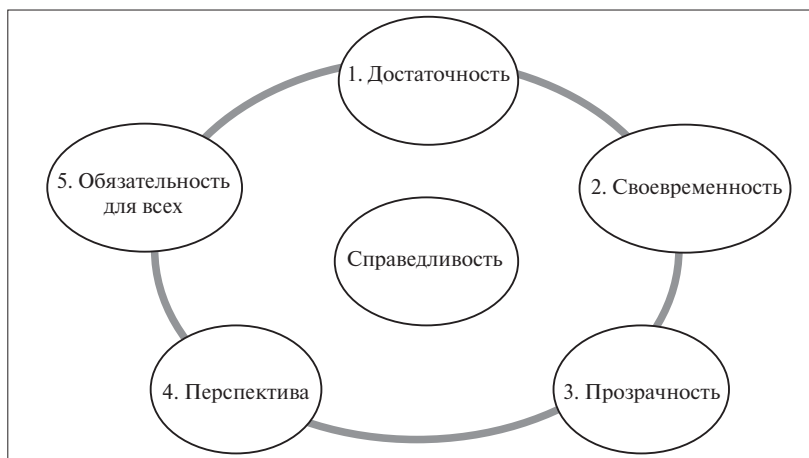 1. Достаточность
2. Своевременность
3. Прозрачность
4. Перспектива
5. Обязательность
для всех
Справедливость